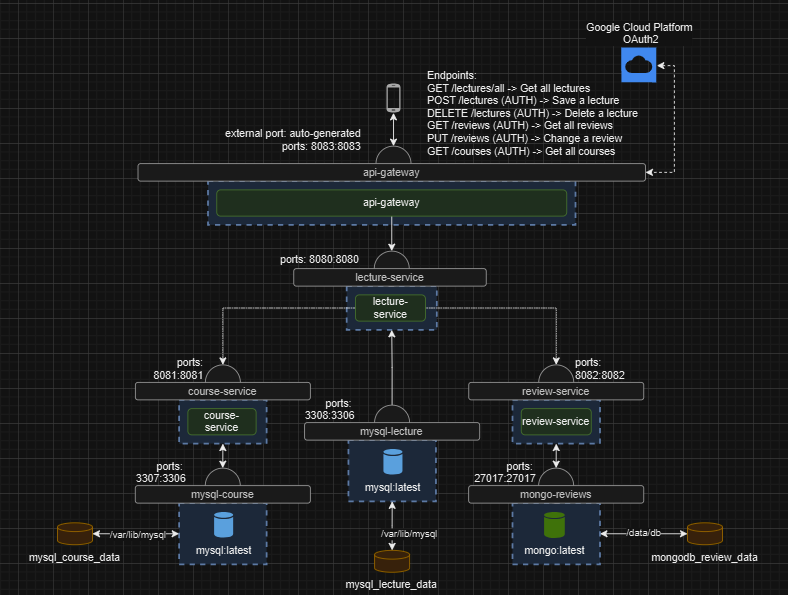 Google Cloud Platform
OAuth2
Endpoints:
GET /lectures/all -> Get all lectures
POST /lectures (AUTH) -> Save a lecture
DELETE /lectures (AUTH) -> Delete a lecture
GET /reviews (AUTH) -> Get all reviews
PUT /reviews (AUTH) -> Change a review
GET /courses (AUTH) -> Get all courses
external port: auto-generated
ports: 8083:8083
api-gateway
api-gateway
ports: 8080:8080
lecture-service
lecture-
service
ports:
8081:8081
course-service
course-
service
ports:
8082:8082
review-service
review-service
ports:
3308:3306
mysql-lecture
mysql:latest
ports:
3307:3306
mysql-course
mysql:latest
ports:
27017:27017
mongo-reviews
mongo:latest
/var/lib/mysql
mysql_course_data
/var/lib/mysql
mysql_lecture_data
/data/db
mongodb_review_data